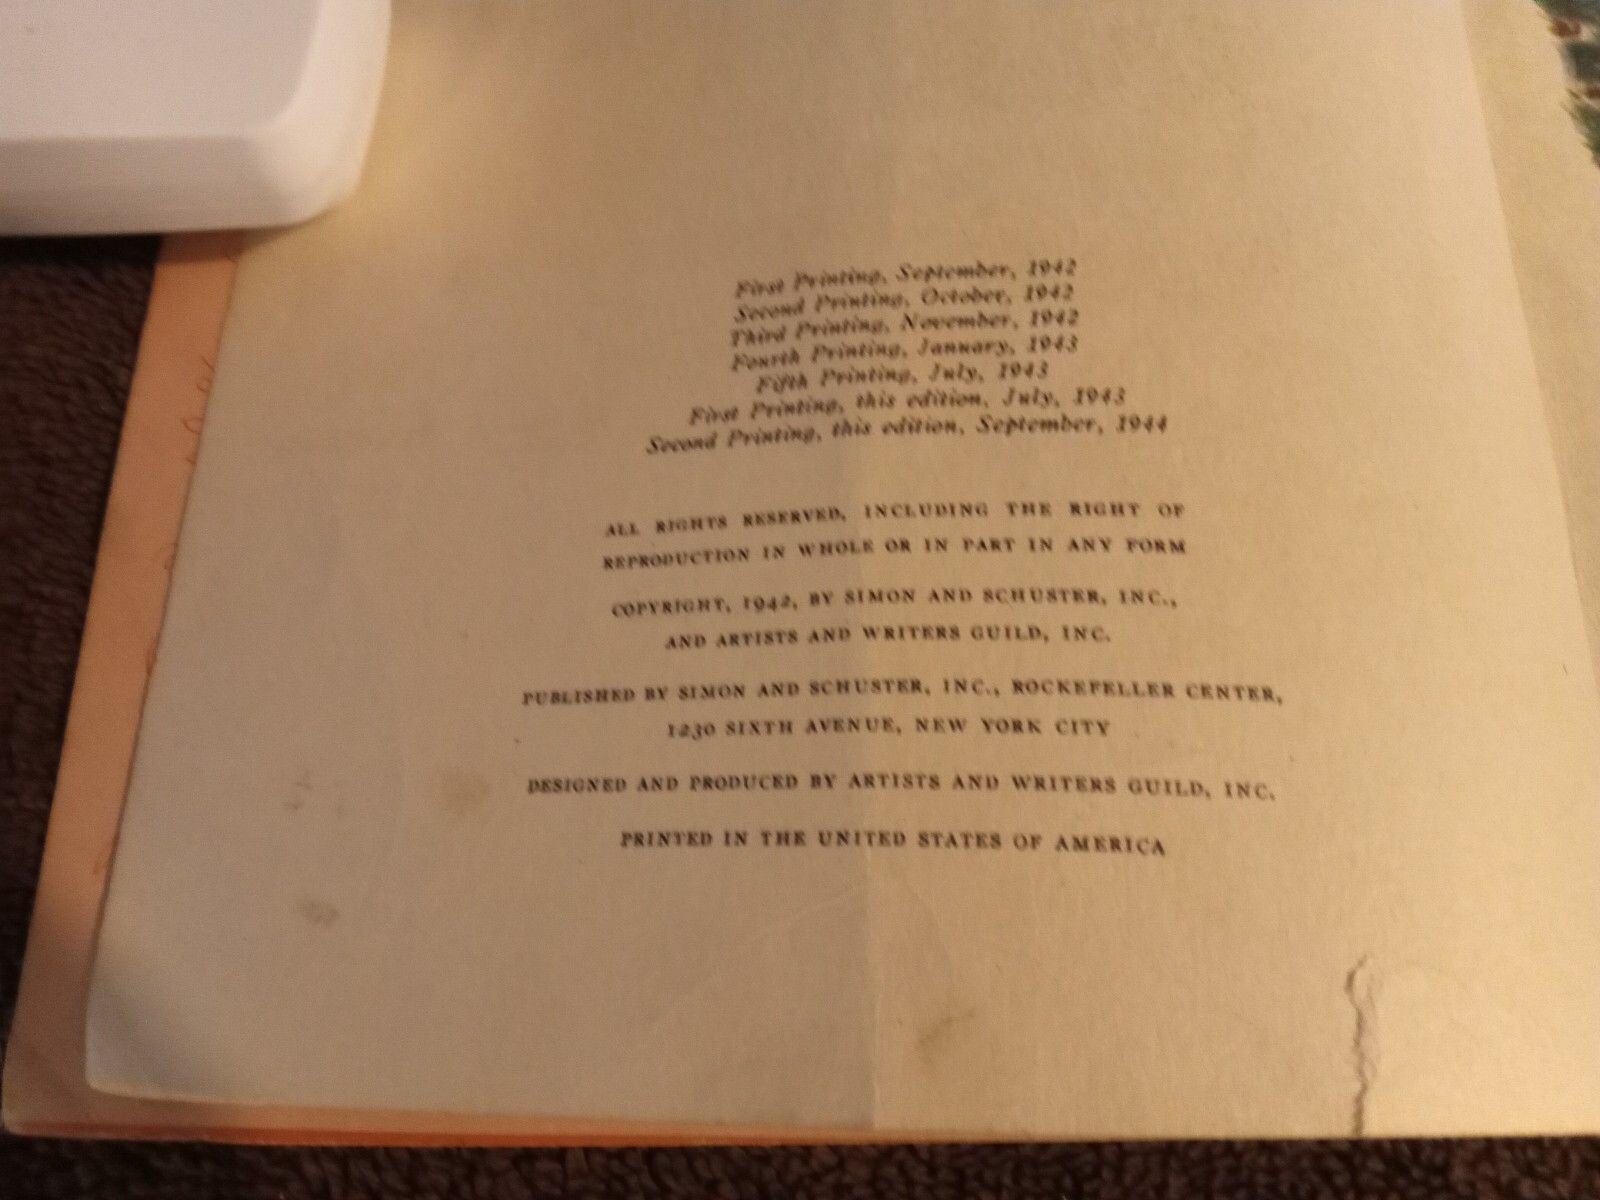 First Printing, September, 1942
Second Printing, October, 1942
Third Printing, November, 1942
Fourth Printing, January, 1943
Fifth Printing, July, 1943
First Printing, this edition, July, 1943
Second Printing, this edition, September, 1944
ALL RIGHTS RESERVED, INCLUDING THE RIGHT OF
REPRODUCTION IN WHOLE OR IN PART IN ANY FORM
COPYRIGHT, 1942, BY SIMON AND SCHUSTER, INC.,
AND ARTISTS AND WRITERS GUILD, INC.
PUBLISHED BY SIMON AND SCHUSTER, INC., ROCKEFELLER CENTER,
1230 SIXTH AVENUE, NEW YORK CITY
DESIGNED AND PRODUCED BY ARTISTS AND WRITERS GUILD, INC.
PRINTED IN THE UNITED STATES OF AMERICA